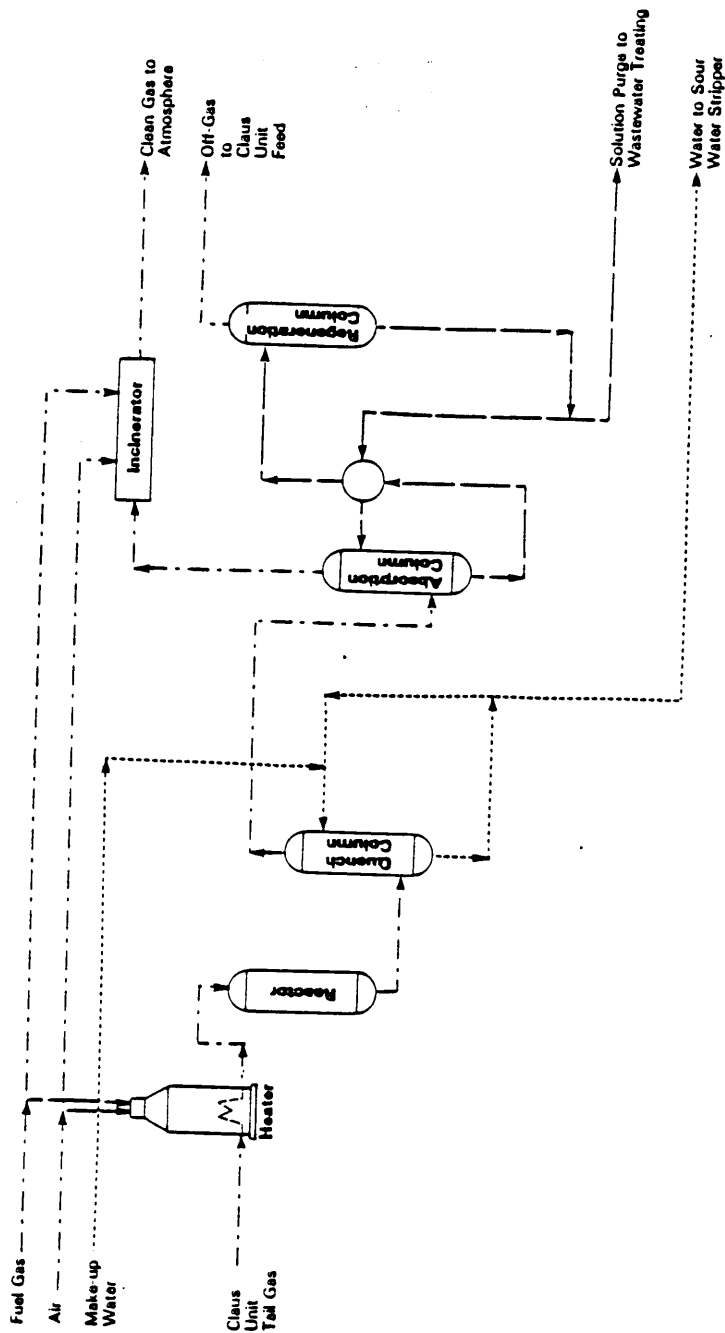 Fuel Gas
Air
Make-up
Water
Claus
Unit
Tail Gas
Heater
Reactor
Quench
Column
Absorption
Column
Regeneration
Column
Incinerator
Clean Gas to
Atmosphere
Off-Gas
to Claus
Unit
Feed
Solution Purge to
Wastewater Treating
Water to Sour
Water Stripper